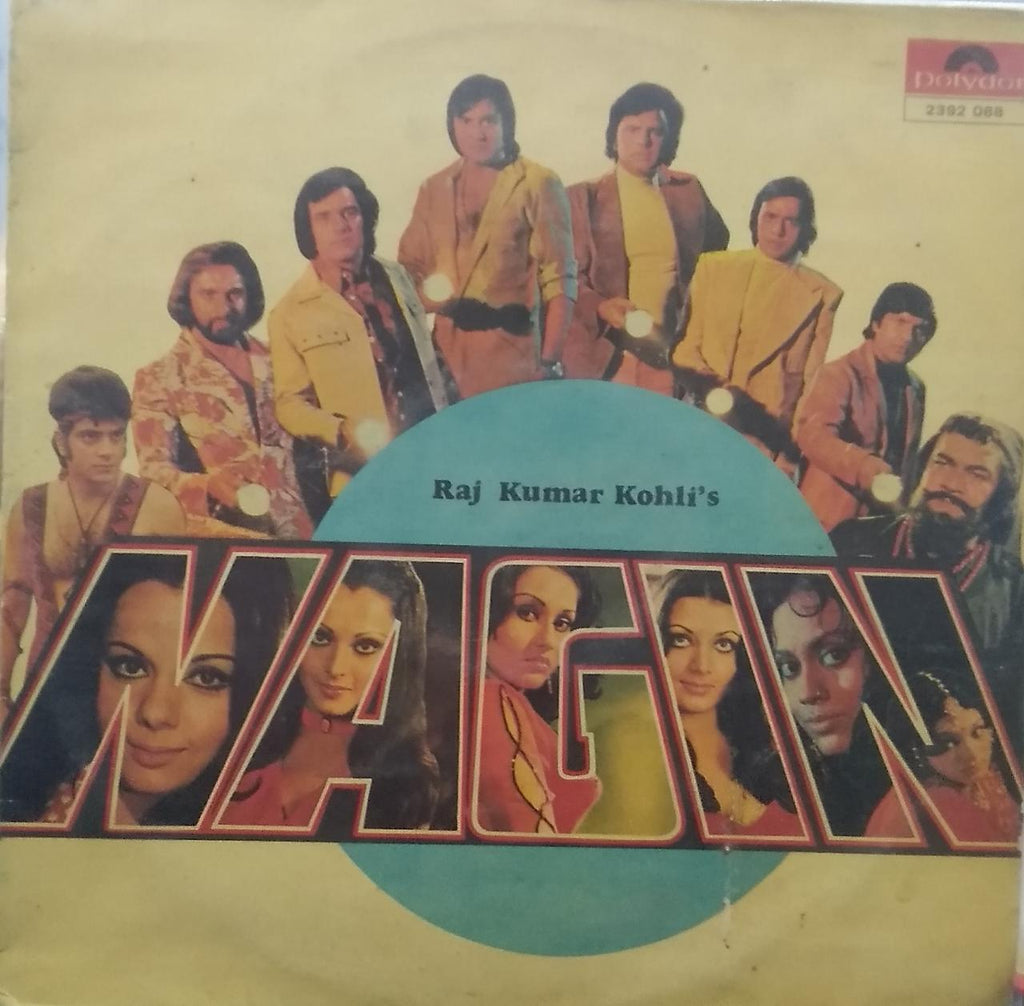 Polydor
2392 068
Raj Kumar Kohli's
NAGIN